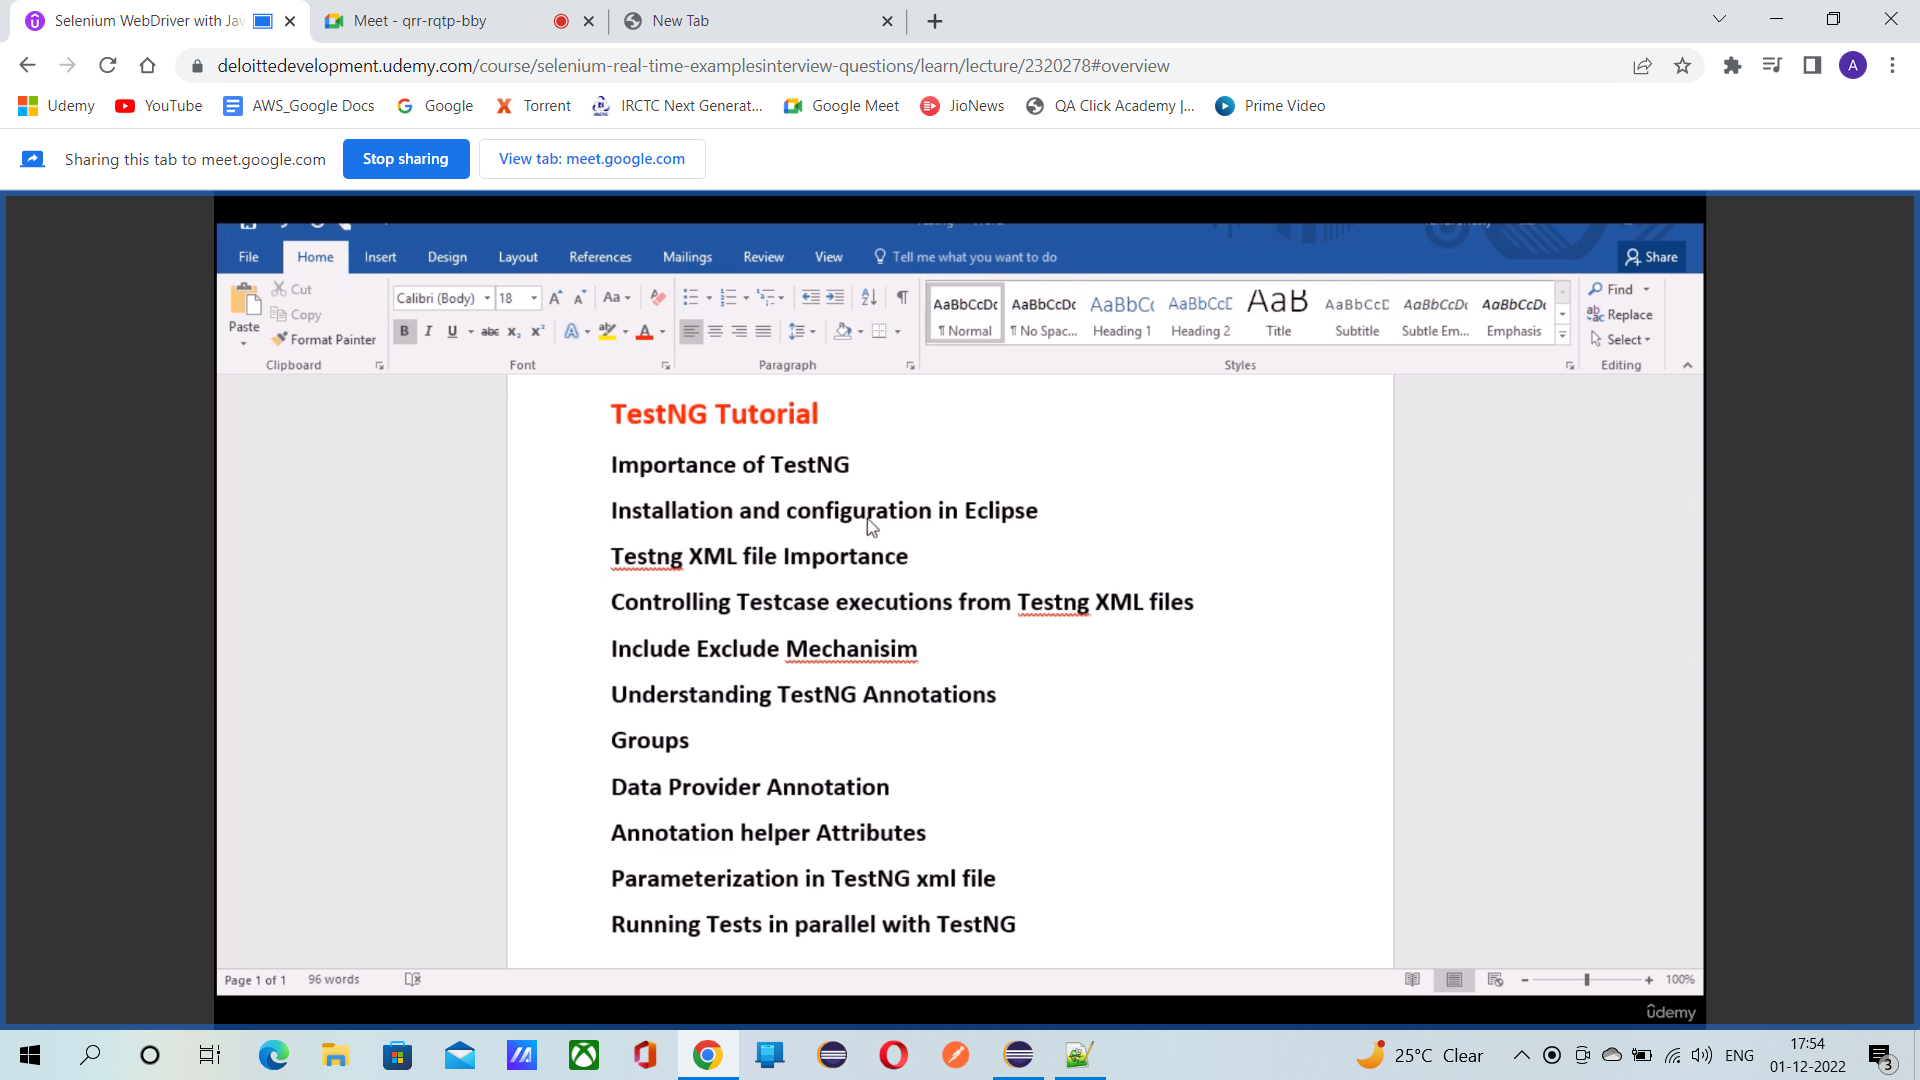 Selenium WebDriver with Jav
Meet - qrr-rqtp-bby
New Tab
deloittedevelopment.udemy.com/course/selenium-real-time-examplesinterview-questions/learn/lecture/2320278#overview
A
Udemy
YouTube
AWS_Google Docs
Google
Torrent
IRCTC Next Generat...
Google Meet
JioNews
QA Click Academy |...
Prime Video
Sharing this tab to meet.google.com
Stop sharing
View tab: meet.google.com
File
Home
Insert
Design
Layout
References
Mailings
Review
View
Tell me what you want to do
Share
Paste
Cut
Copy
Format Painter
Clipboard
Calibri (Body)
18
Aa
B I U abc x₂ x²
Font
Paragraph
AaBbCcDc
¶ Normal
AaBbCcDc
¶ No Spac...
AaBbCc
Heading 1
AaBbCcD
Heading 2
AaB
Title
AaBbCcD
Subtitle
AaBbCcDc
Subtle Em...
AaBbCcDc
Emphasis
Styles
Find
Replace
Select
Editing
TestNG Tutorial
Importance of TestNG
Installation and configuration in Eclipse
Testng XML file Importance
Controlling Testcase executions from Testng XML files
Include Exclude Mechanisim
Understanding TestNG Annotations
Groups
Data Provider Annotation
Annotation helper Attributes
Parameterization in TestNG xml file
Running Tests in parallel with TestNG
Page 1 of 1
96 words
100%
ûdemy
25°C Clear
ENG
17:54
01-12-2022
3